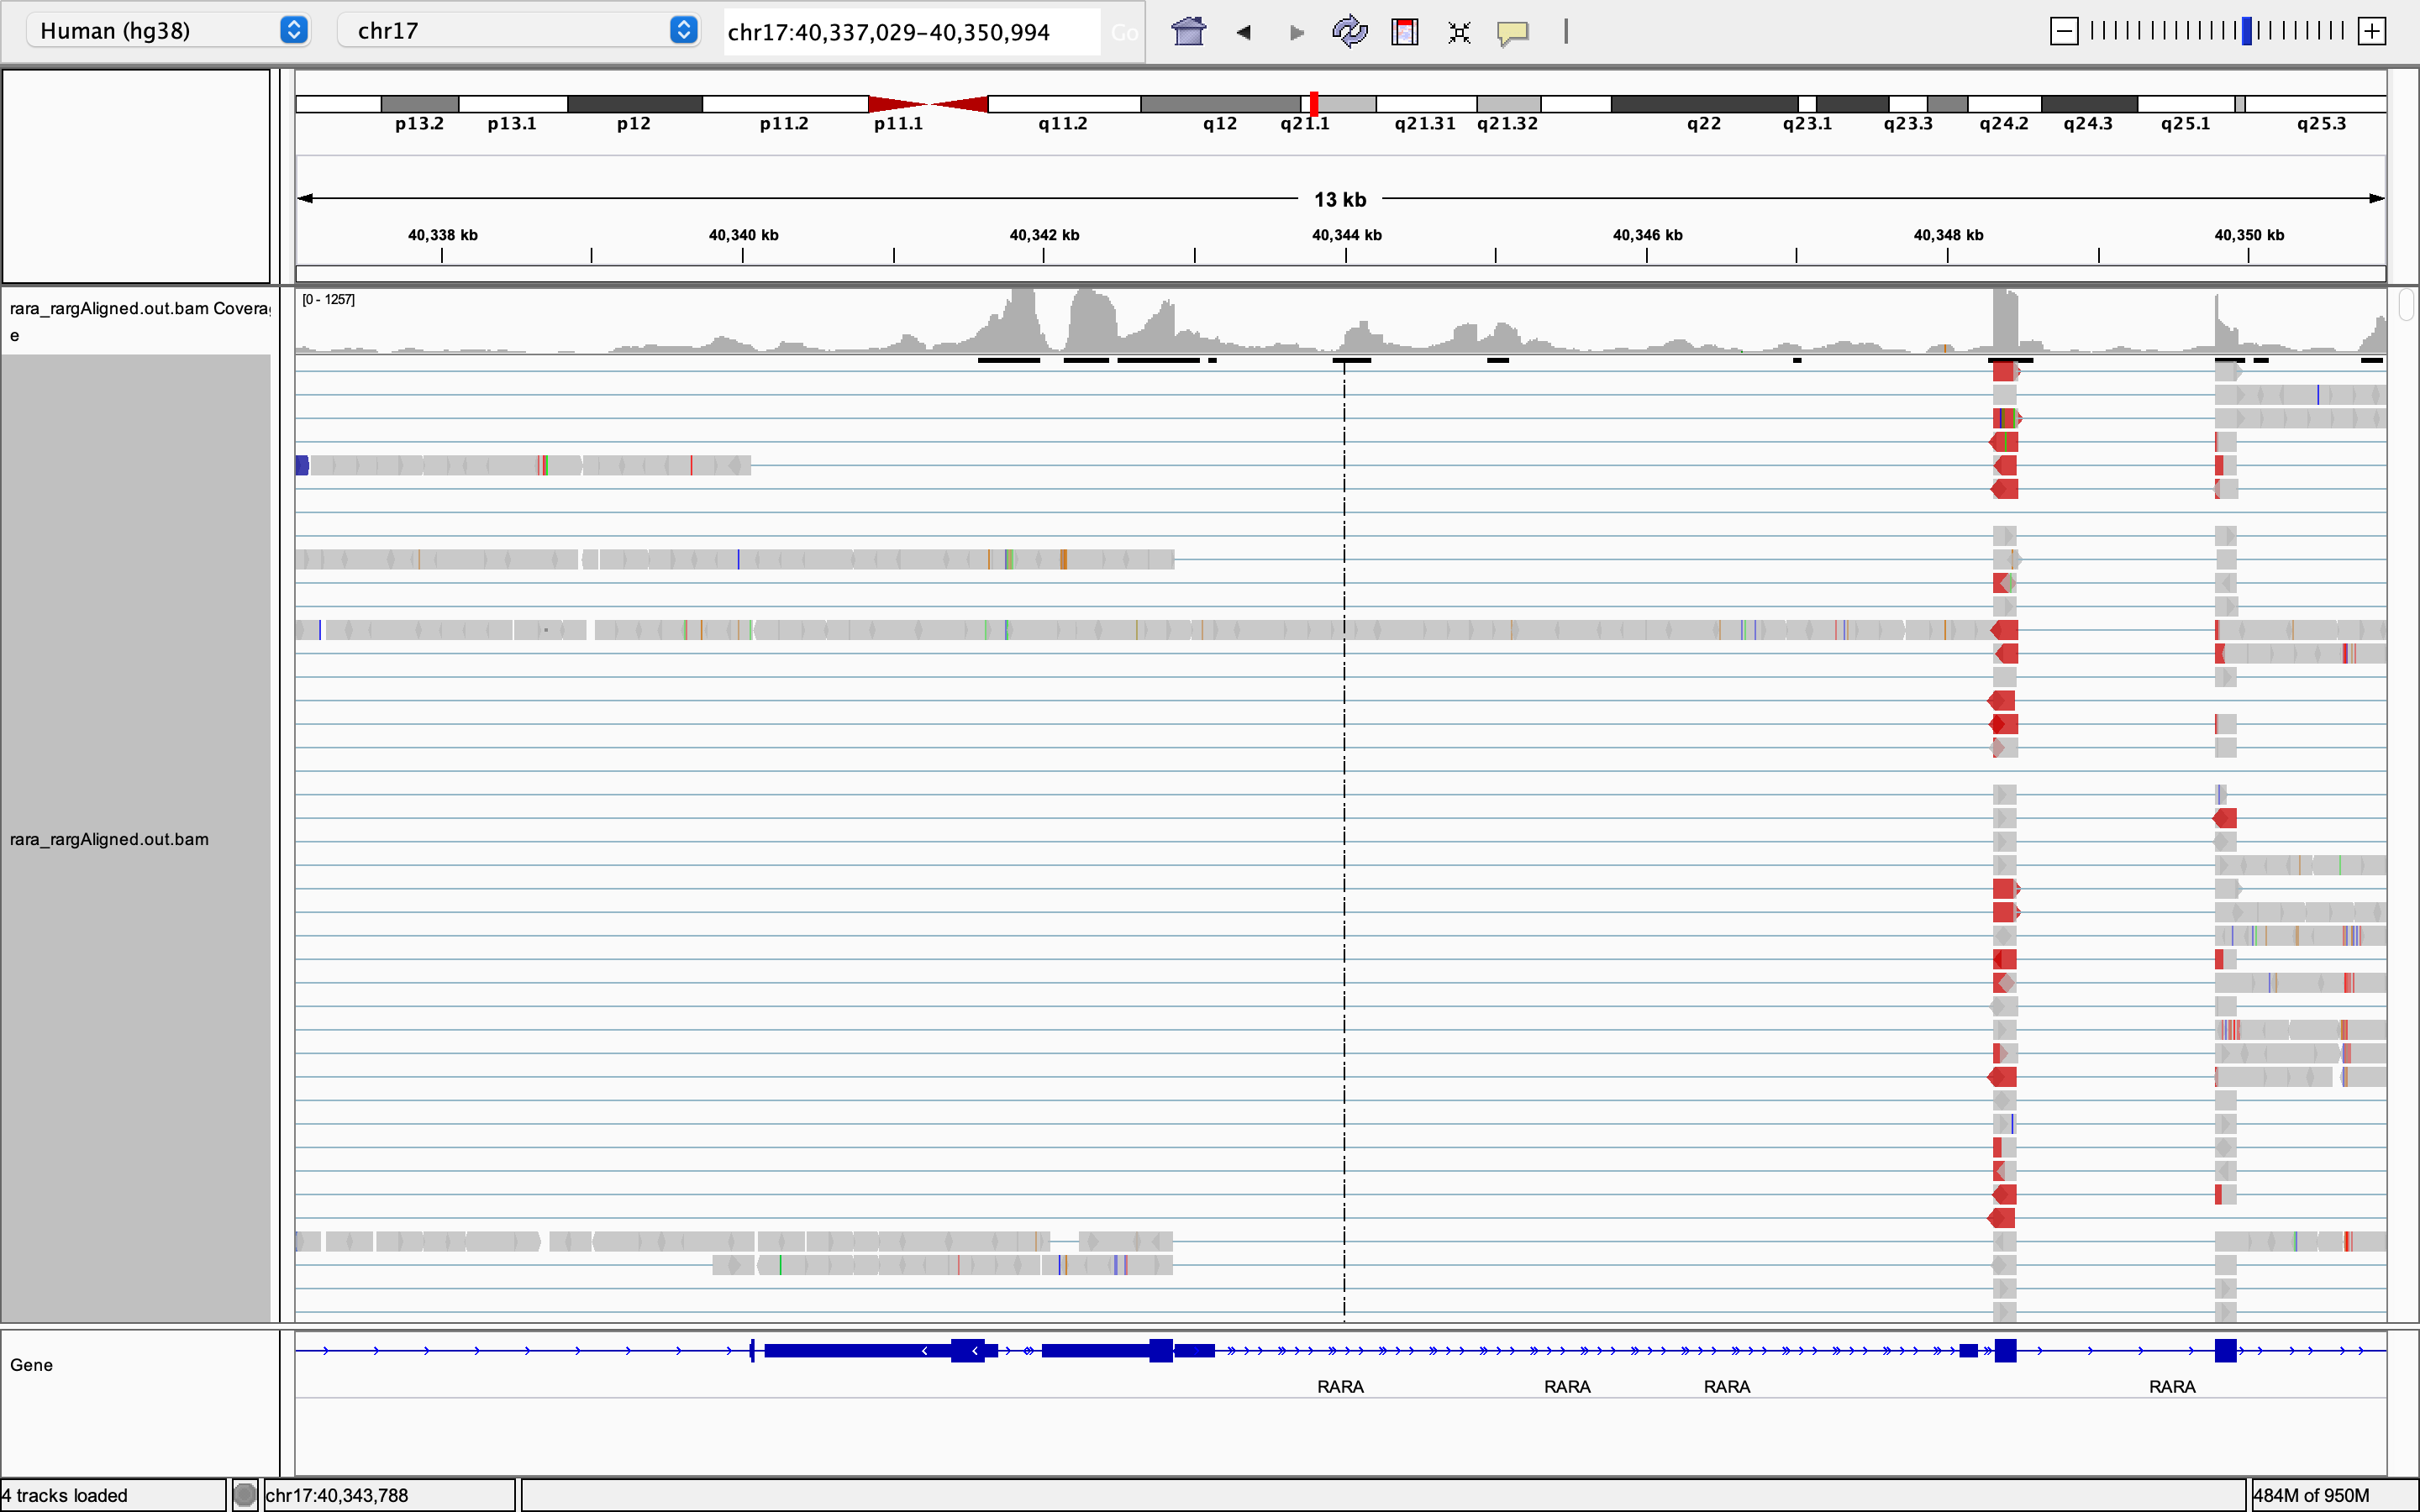 Human (hg38) chr17 chr17:40,337,029-40,350,994 Go
p13.2 p13.1 p12 p11.2 p11.1 q11.2 q12 q21.1 q21.31 q21.32 q22 q23.1 q23.3 q24.2 q24.3 q25.1 q25.3
13 kb
40,338 kb 40,340 kb 40,342 kb 40,344 kb 40,346 kb 40,348 kb 40,350 kb
[0 - 1257]
rara_rargAligned.out.bam Covera
e
rara_rargAligned.out.bam
Gene
RARA RARA RARA RARA
4 tracks loaded chr17:40,343,788 484M of 950M